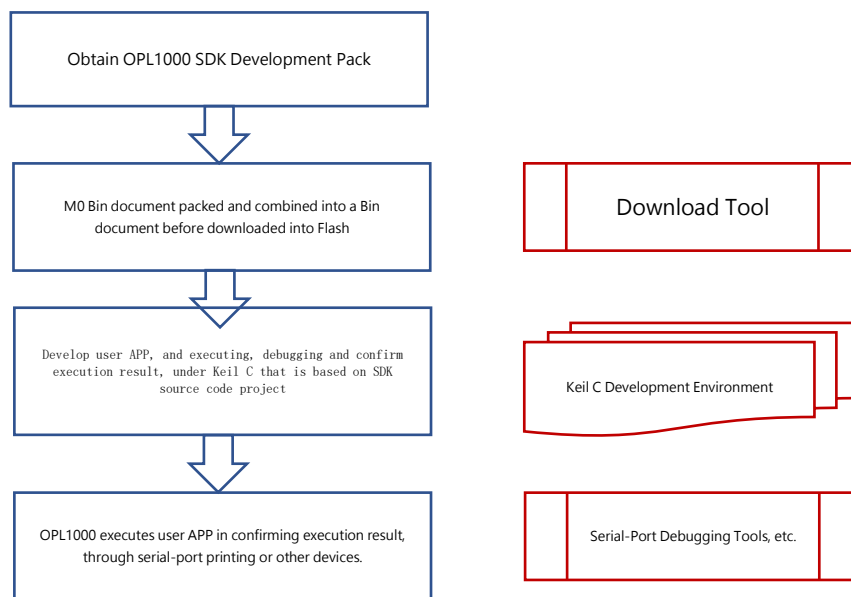 Obtain OPL1000 SDK Development Pack
M0 Bin document packed and combined into a Bin
document before downloaded into Flash
Download Tool
Develop user APP, and executing, debugging and confirm
execution result, under Keil C that is based on SDK
source code project
Keil C Development Environment
OPL1000 executes user APP in confirming execution result,
through serial-port printing or other devices.
Serial-Port Debugging Tools, etc.